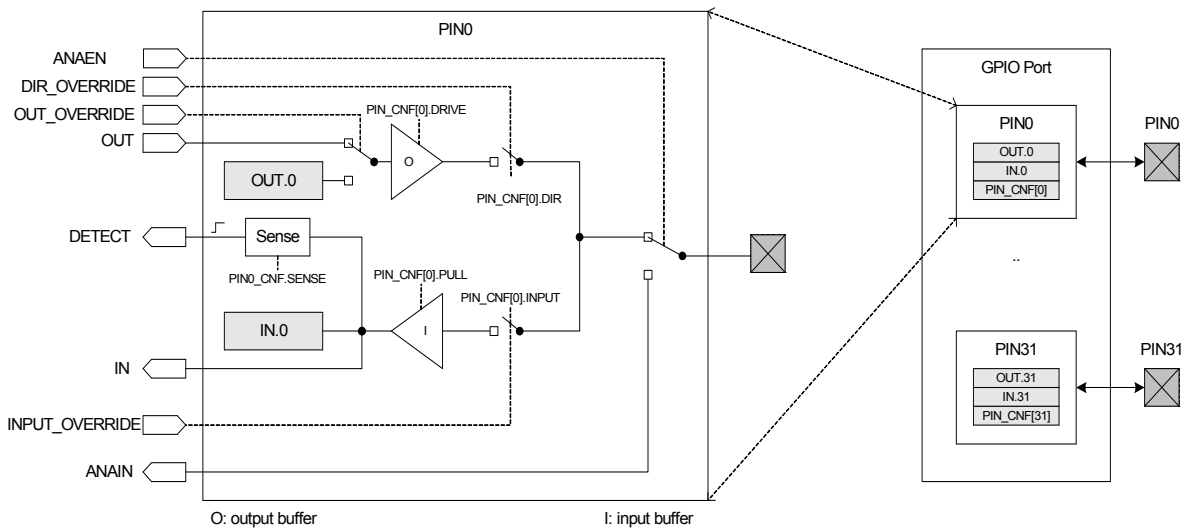 PIN0
ANAEN
DIR_OVERRIDE
OUT_OVERRIDE
OUT
PIN_CNF[0].DRIVE
O
OUT.0
PIN_CNF[0].DIR
DETECT
Sense
PIN0_CNF.SENSE
PIN_CNF[0].PULL
PIN_CNF[0].INPUT
IN.0
I
IN
INPUT_OVERRIDE
ANAIN
O: output buffer
I: input buffer
GPIO Port
PIN0
PIN0
OUT.0
IN.0
PIN_CNF[0]
..
PIN31
PIN31
OUT.31
IN.31
PIN_CNF[31]